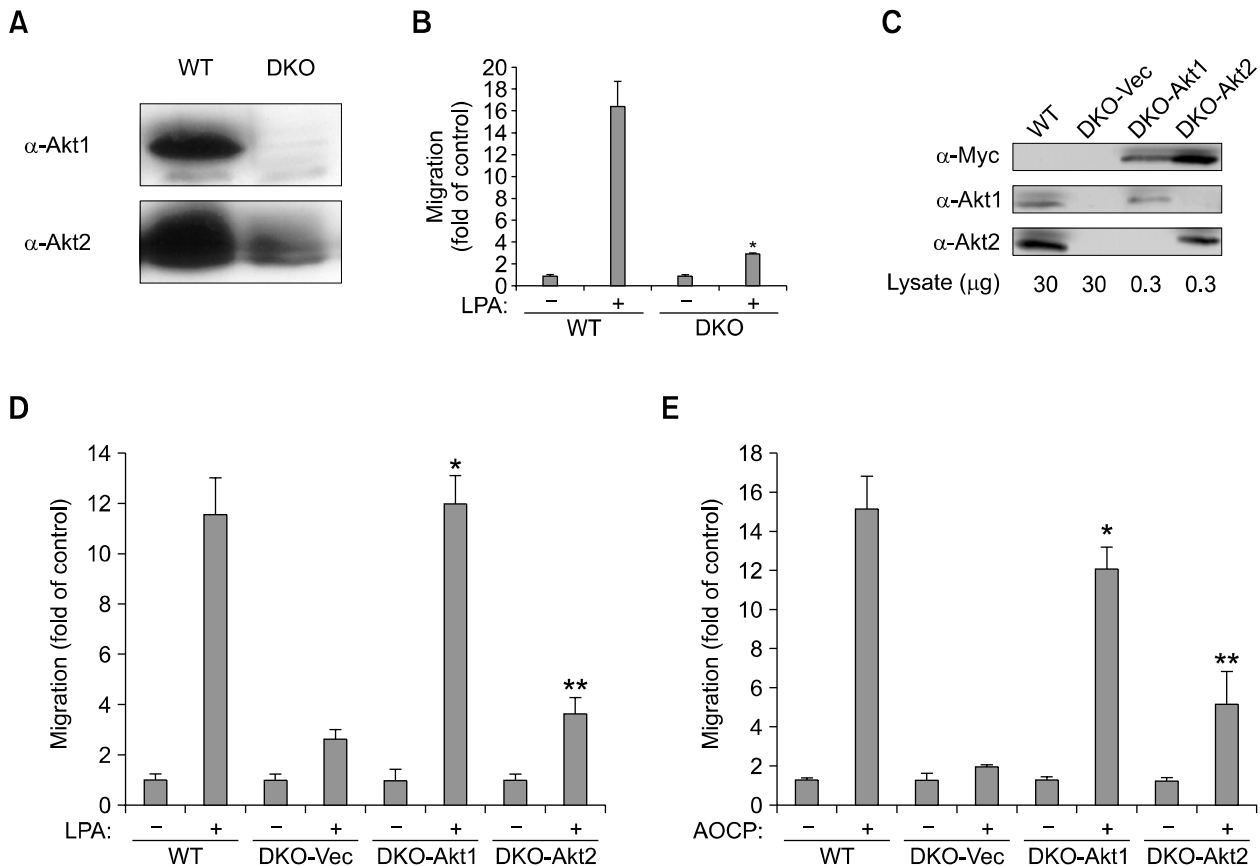 A
WT DKO
α-Akt1
α-Akt2
B
Migration
(fold of control)
20
18
16
14
12
10
8
6
4
2
0
*
LPA: − + − +
WT DKO
C
WT DKO-Vec DKO-Akt1 DKO-Akt2
α-Myc
α-Akt1
α-Akt2
Lysate (μg) 30 30 0.3 0.3
D
Migration (fold of control)
14
12
10
8
6
4
2
0
* **
LPA: − + − + − + − +
WT DKO-Vec DKO-Akt1 DKO-Akt2
E
Migration (fold of control)
18
16
14
12
10
8
6
4
2
0
* **
AOCP: − + − + − + − +
WT DKO-Vec DKO-Akt1 DKO-Akt2